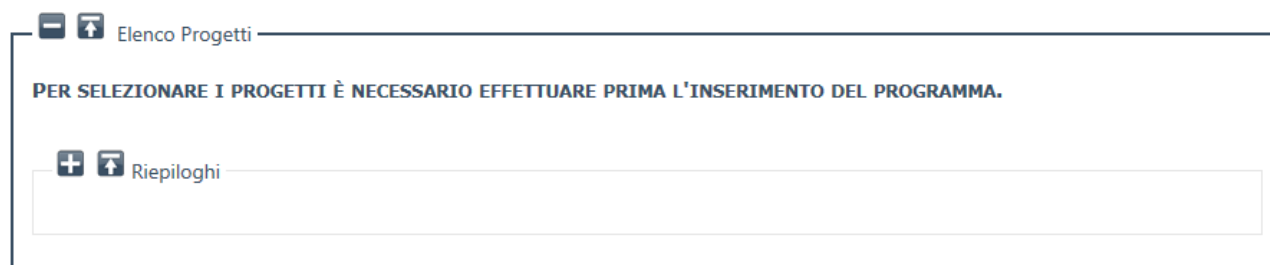 Elenco Progetti
PER SELEZIONARE I PROGETTI È NECESSARIO EFFETTUARE PRIMA L'INSERIMENTO DEL PROGRAMMA.
Riepiloghi